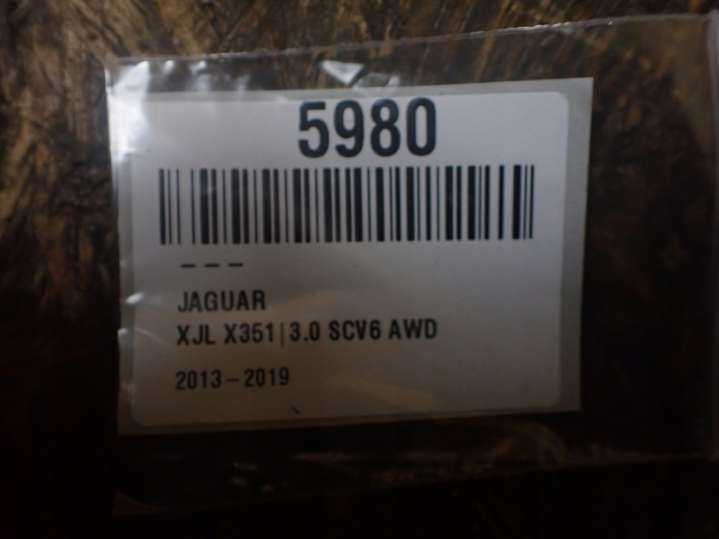 5980
– – –
JAGUAR
XJL X351|3.0 SCV6 AWD
2013–2019